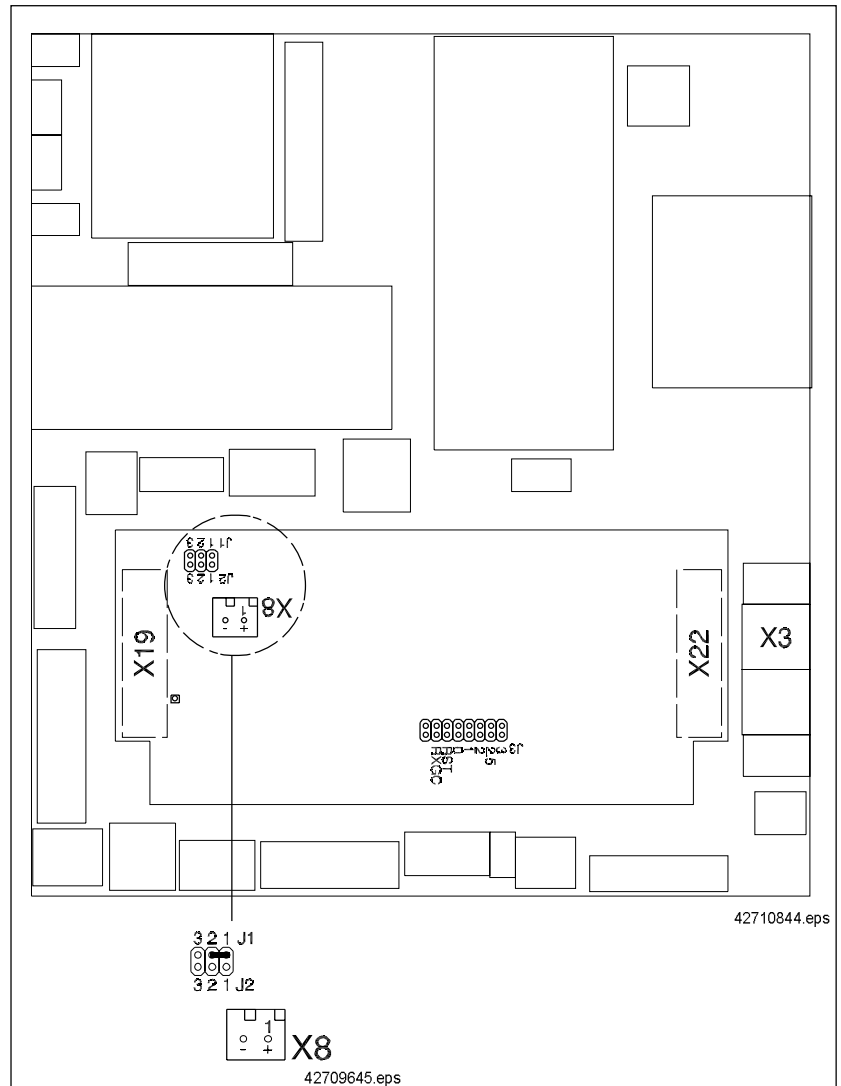 3 2 1 J1
3 2 1 J2
1
- +
X8
X19
X22
X3
J3
42710844.eps
3 2 1 J1
3 2 1 J2
1
- +
X8
42709645.eps